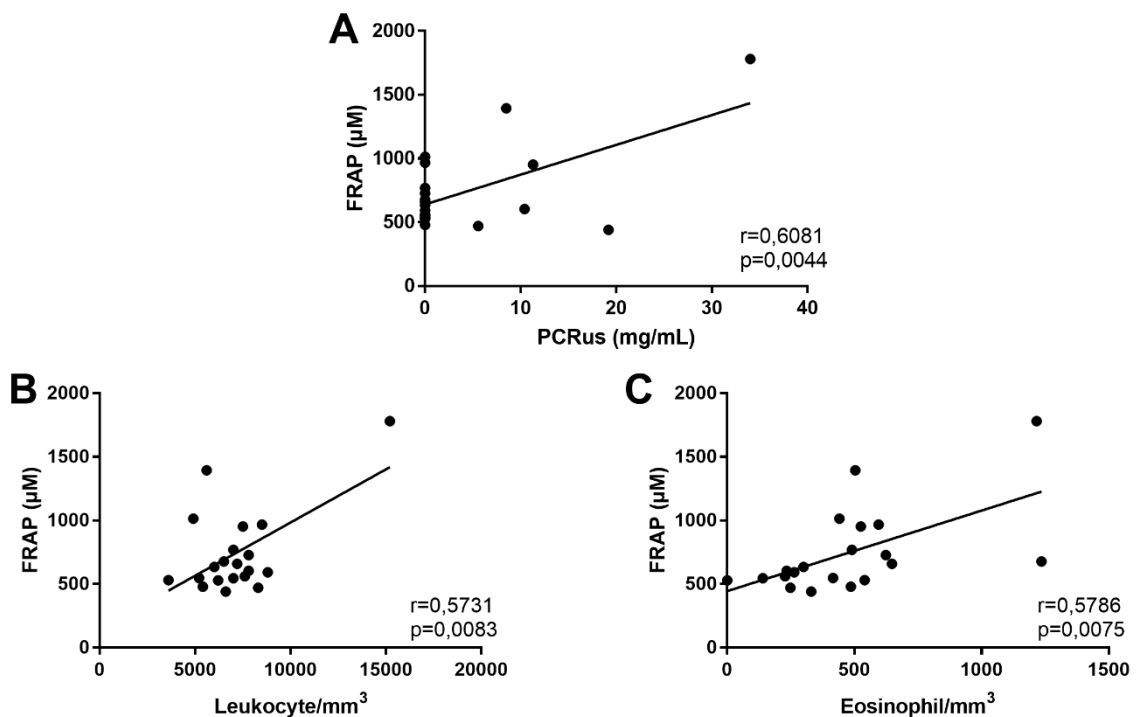 A
2000
1500
1000
500
0
FRAP (µM)
0 10 20 30 40
PCRus (mg/mL)
r=0,6081
p=0,0044
B
2000
1500
1000
500
0
FRAP (µM)
0 5000 10000 15000 20000
Leukocyte/mm³
r=0,5731
p=0,0083
C
2000
1500
1000
500
0
FRAP (µM)
0 500 1000 1500
Eosinophil/mm³
r=0,5786
p=0,0075